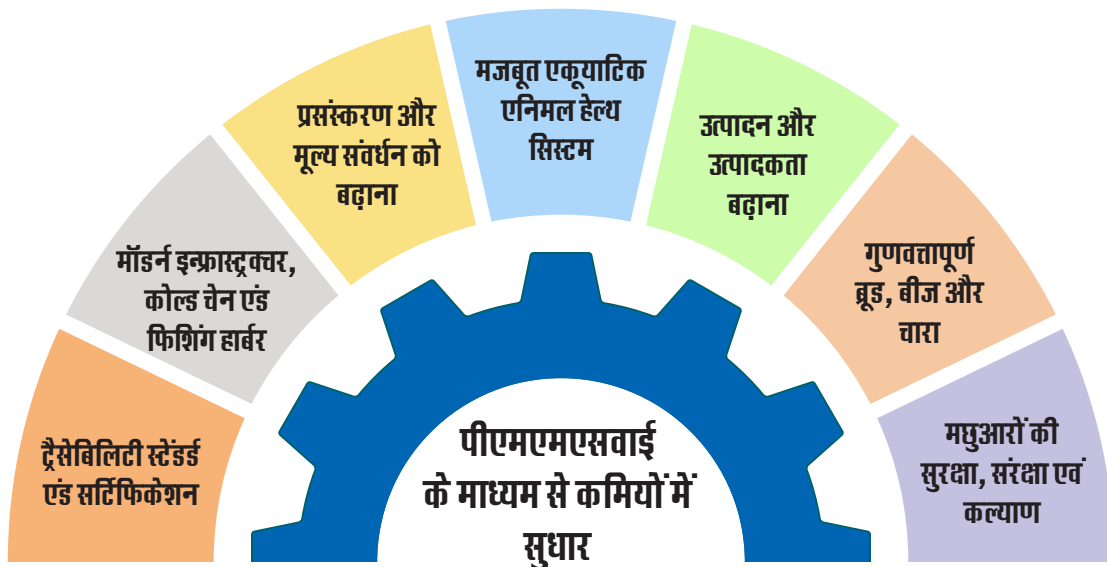 ट्रैसेबिलिटी स्टेंडर्ड
एंड सर्टिफिकेशन
मॉडर्न इन्फ्रास्ट्रक्चर,
कोल्ड चेन एंड
फिशिंग हार्बर
प्रसंस्करण और
मूल्य संवर्धन को
बढ़ाना
मजबूत एकूयाटिक
एनिमल हेल्थ
सिस्टम
उत्पादन और
उत्पादकता
बढ़ाना
गुणवत्तापूर्ण
ब्रूड, बीज और
चारा
मछुआरों की
सुरक्षा, संरक्षा एवं
कल्याण
पीएमएमएसवाई
के माध्यम से कमियों में
सुधार